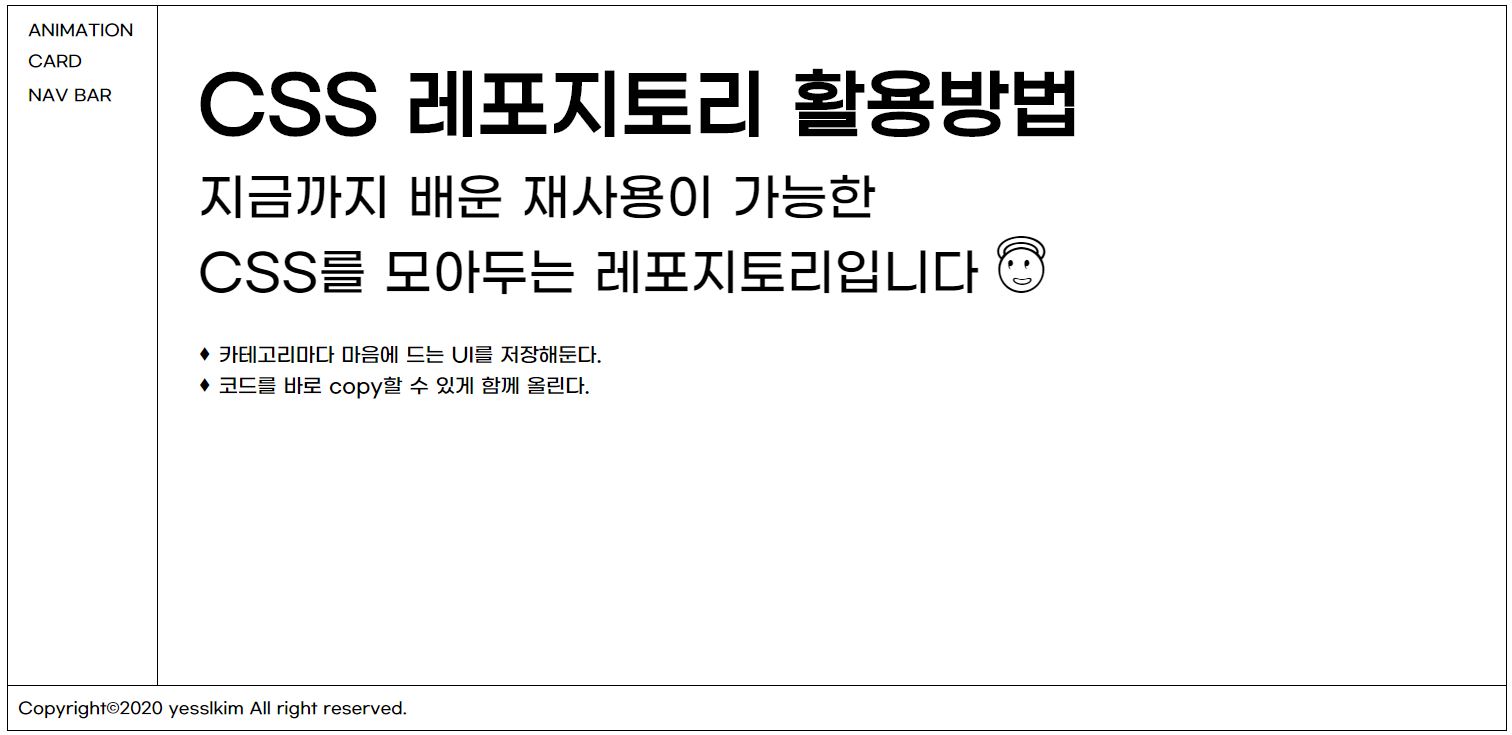 ANIMATION
CARD
NAV BAR
CSS 레포지토리 활용방법
지금까지 배운 재사용이 가능한
CSS를 모아두는 레포지토리입니다 😇
♦ 카테고리마다 마음에 드는 UI를 저장해둔다.
♦ 코드를 바로 copy할 수 있게 함께 올린다.
Copyright©2020 yesslkim All right reserved.